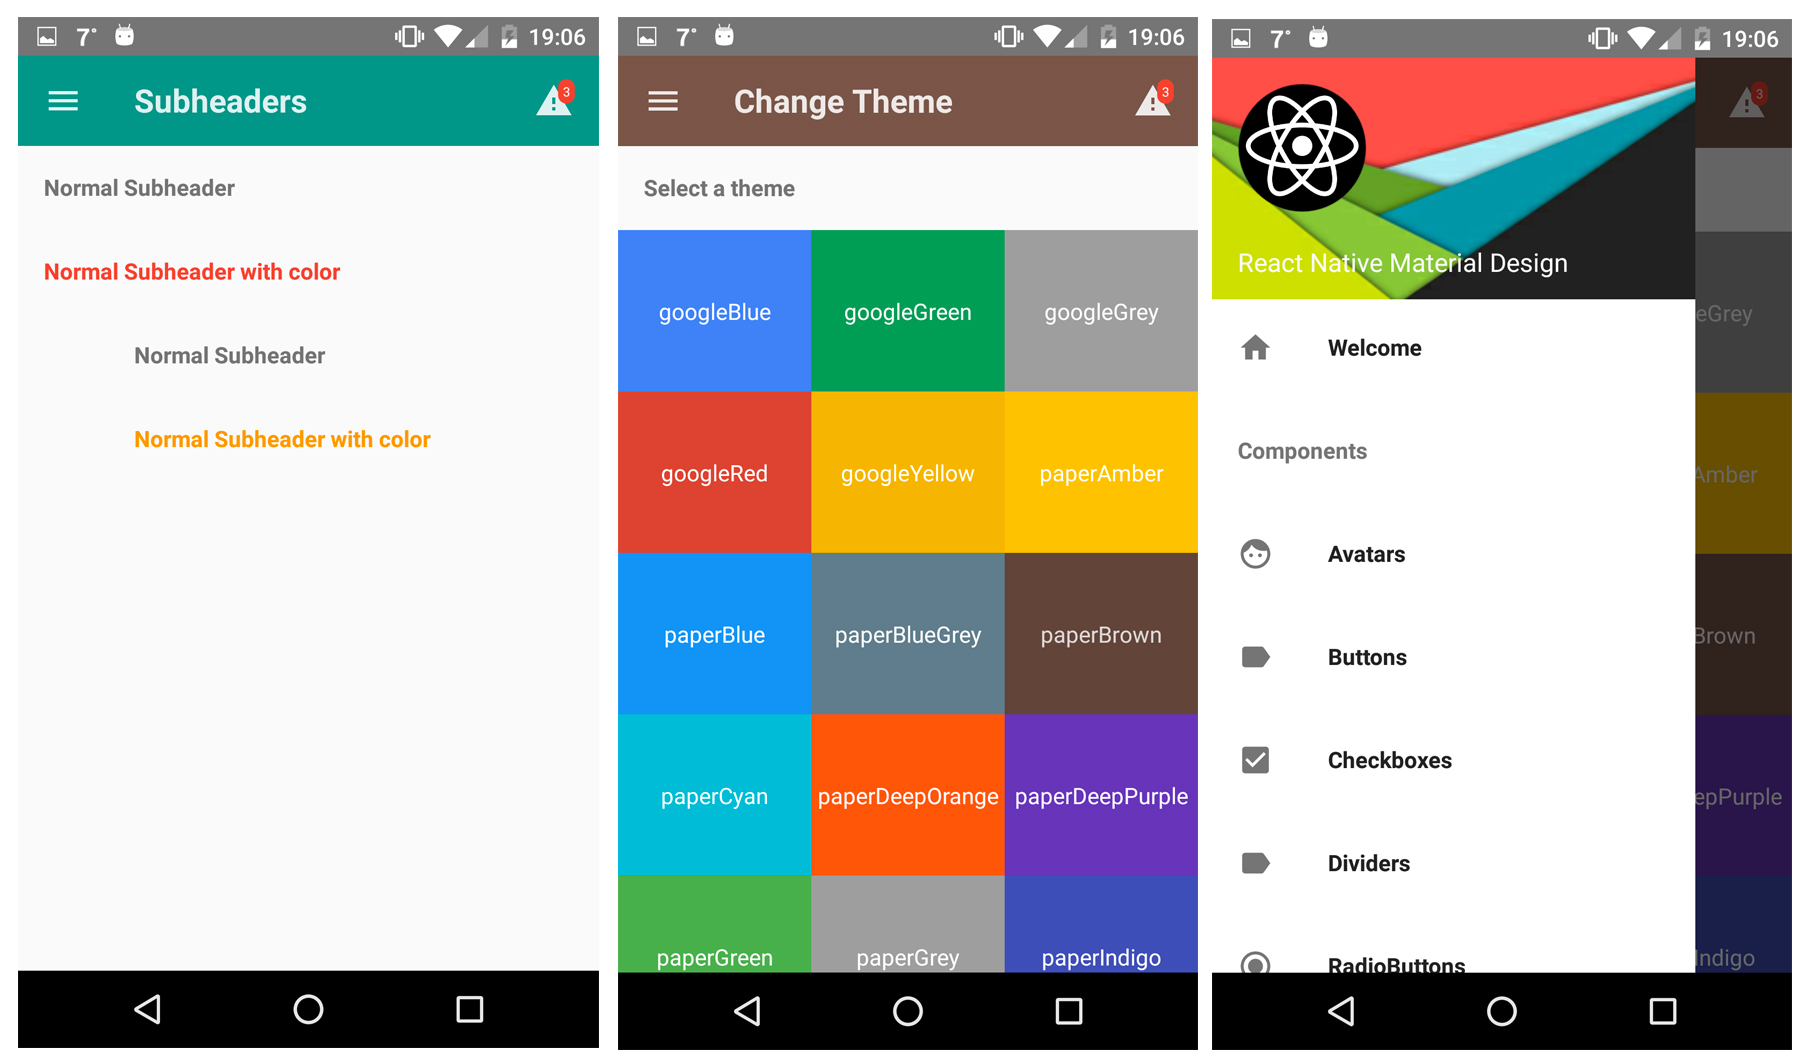 7° 19:06
Subheaders 3
Normal Subheader
Normal Subheader with color
Normal Subheader
Normal Subheader with color
7° 19:06
Change Theme 3
Select a theme
googleBlue googleGreen googleGrey
googleRed googleYellow paperAmber
paperBlue paperBlueGrey paperBrown
paperCyan paperDeepOrange paperDeepPurple
paperGreen paperGrey paperIndigo
7° 19:06
3
React Native Material Design
eGrey
Welcome
Components
Amber
Avatars
Brown
Buttons
Checkboxes
epPurple
Dividers
RadioButtons
Indigo